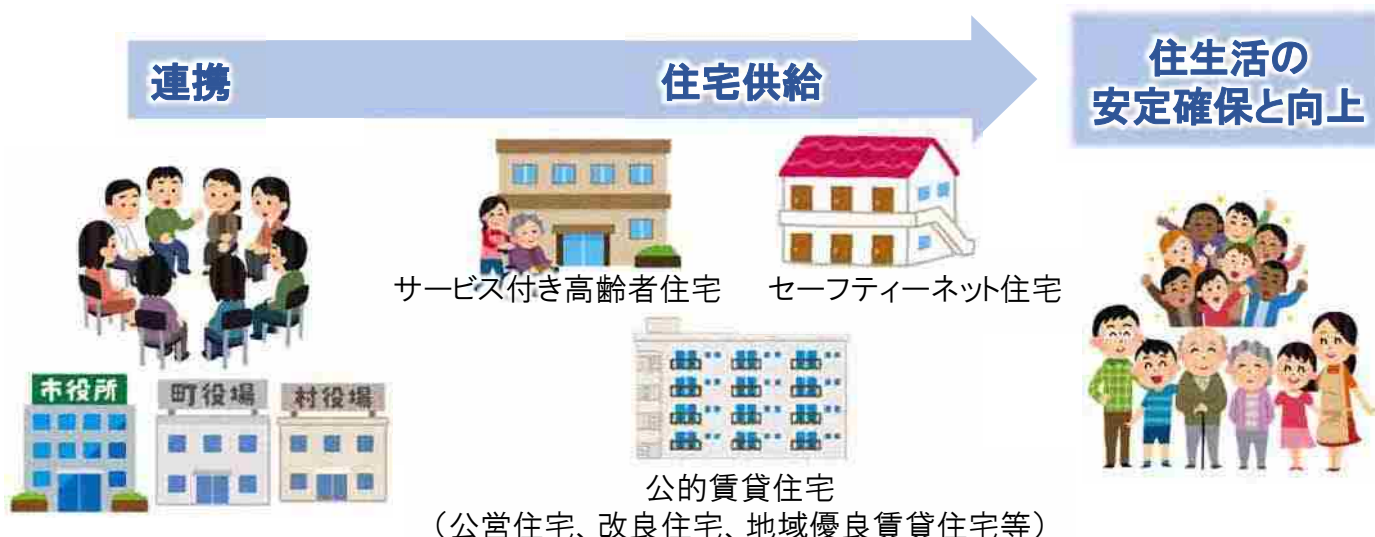 連携
住宅供給
住生活の
安定確保と向上
サービス付き高齢者住宅
セーフティーネット住宅
市役所
町役場
村役場
公的賃貸住宅
（公営住宅、改良住宅、地域優良賃貸住宅等）